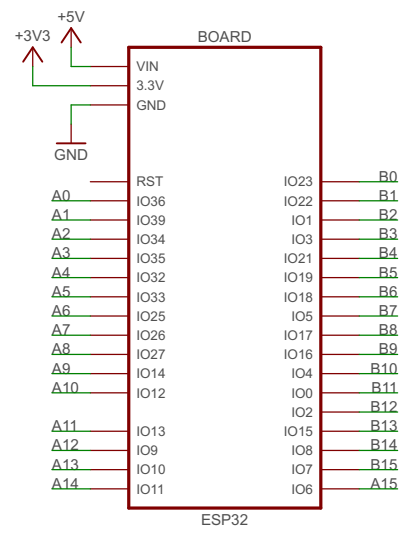 +5V
+3V3
BOARD
VIN
3.3V
GND
GND
RST IO23 B0
A0 IO36 IO22 B1
A1 IO39 IO1 B2
A2 IO34 IO3 B3
A3 IO35 IO21 B4
A4 IO32 IO19 B5
A5 IO33 IO18 B6
A6 IO25 IO5 B7
A7 IO26 IO17 B8
A8 IO27 IO16 B9
A9 IO14 IO4 B10
A10 IO12 IO0 B11
IO2 B12
A11 IO13 IO15 B13
A12 IO9 IO8 B14
A13 IO10 IO7 B15
A14 IO11 IO6 A15
ESP32